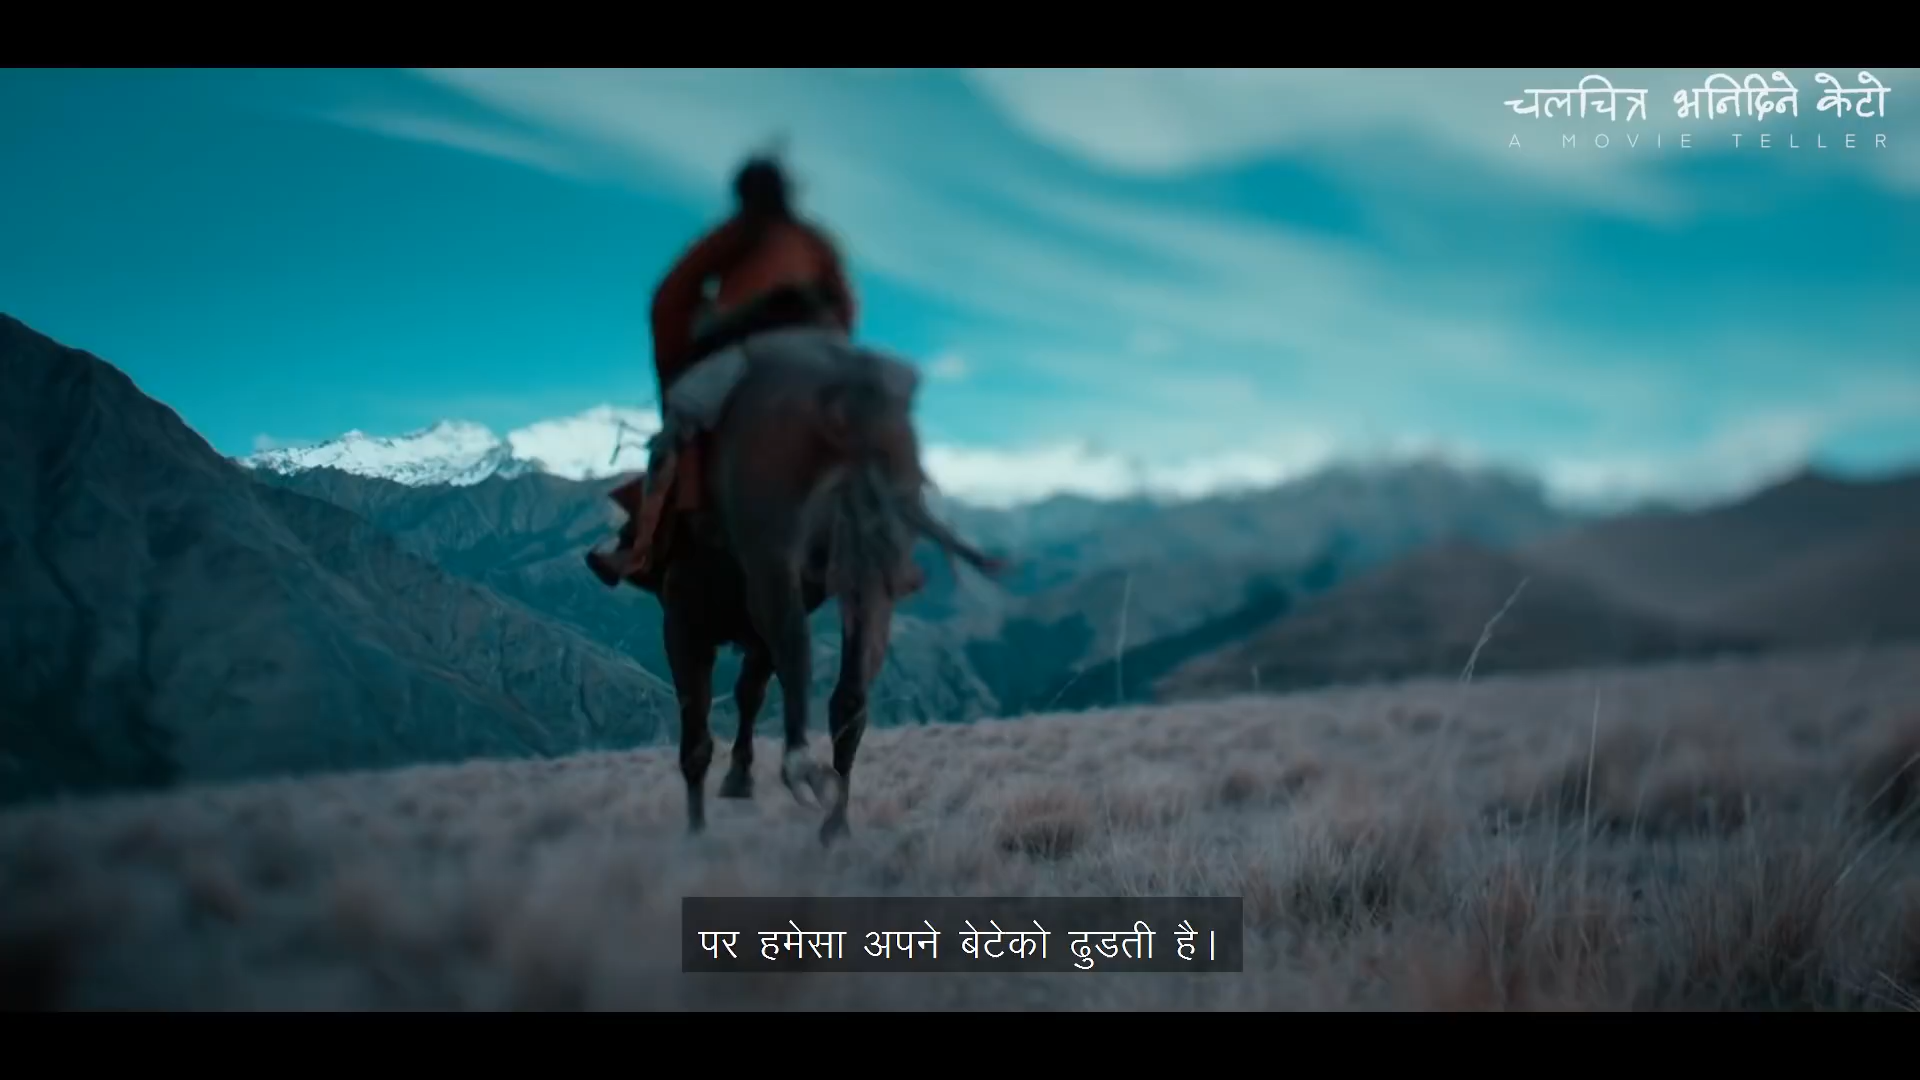 चलचित्र भनिदिने केटो
A MOVIE TELLER
पर हमेसा अपने बेटेको ढुडती है।